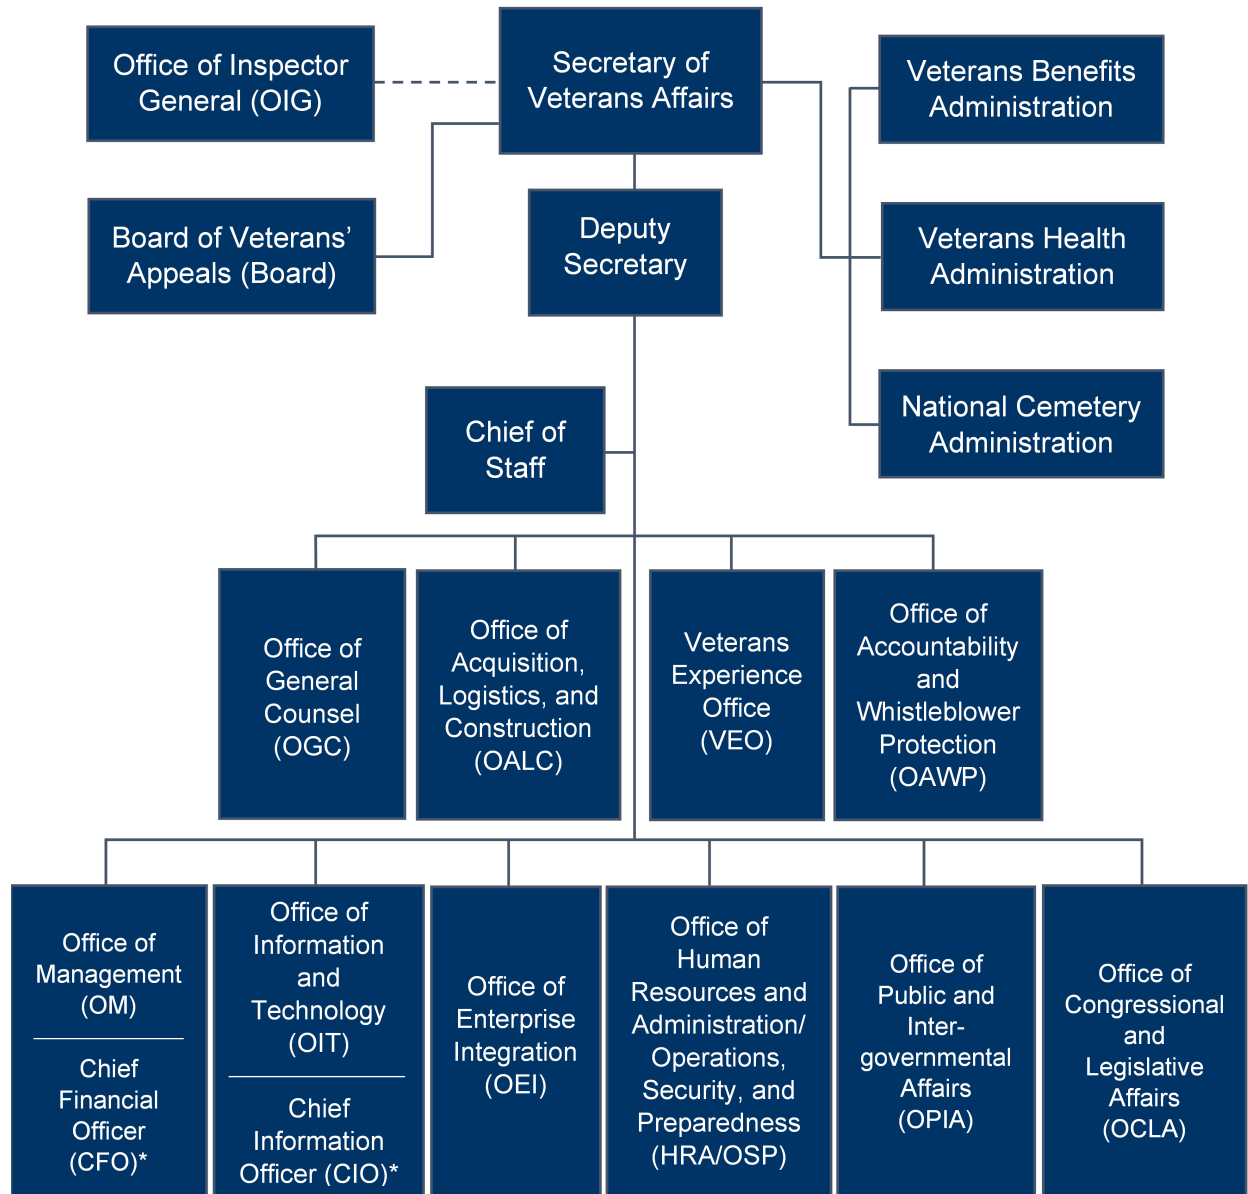 Office of Inspector
General (OIG)
Secretary of
Veterans Affairs
Veterans Benefits
Administration
Board of Veterans’
Appeals (Board)
Deputy
Secretary
Veterans Health
Administration
Chief of
Staff
National Cemetery
Administration
Office of
General
Counsel
(OGC)
Office of
Acquisition,
Logistics, and
Construction
(OALC)
Veterans
Experience
Office
(VEO)
Office of
Accountability
and
Whistleblower
Protection
(OAWP)
Office of
Management
(OM)
Chief
Financial
Officer
(CFO)*
Office of
Information
and
Technology
(OIT)
Chief
Information
Officer (CIO)*
Office of
Enterprise
Integration
(OEI)
Office of
Human
Resources and
Administration/
Operations,
Security, and
Preparedness
(HRA/OSP)
Office of
Public and
Inter-
governmental
Affairs
(OPIA)
Office of
Congressional
and
Legislative
Affairs
(OCLA)